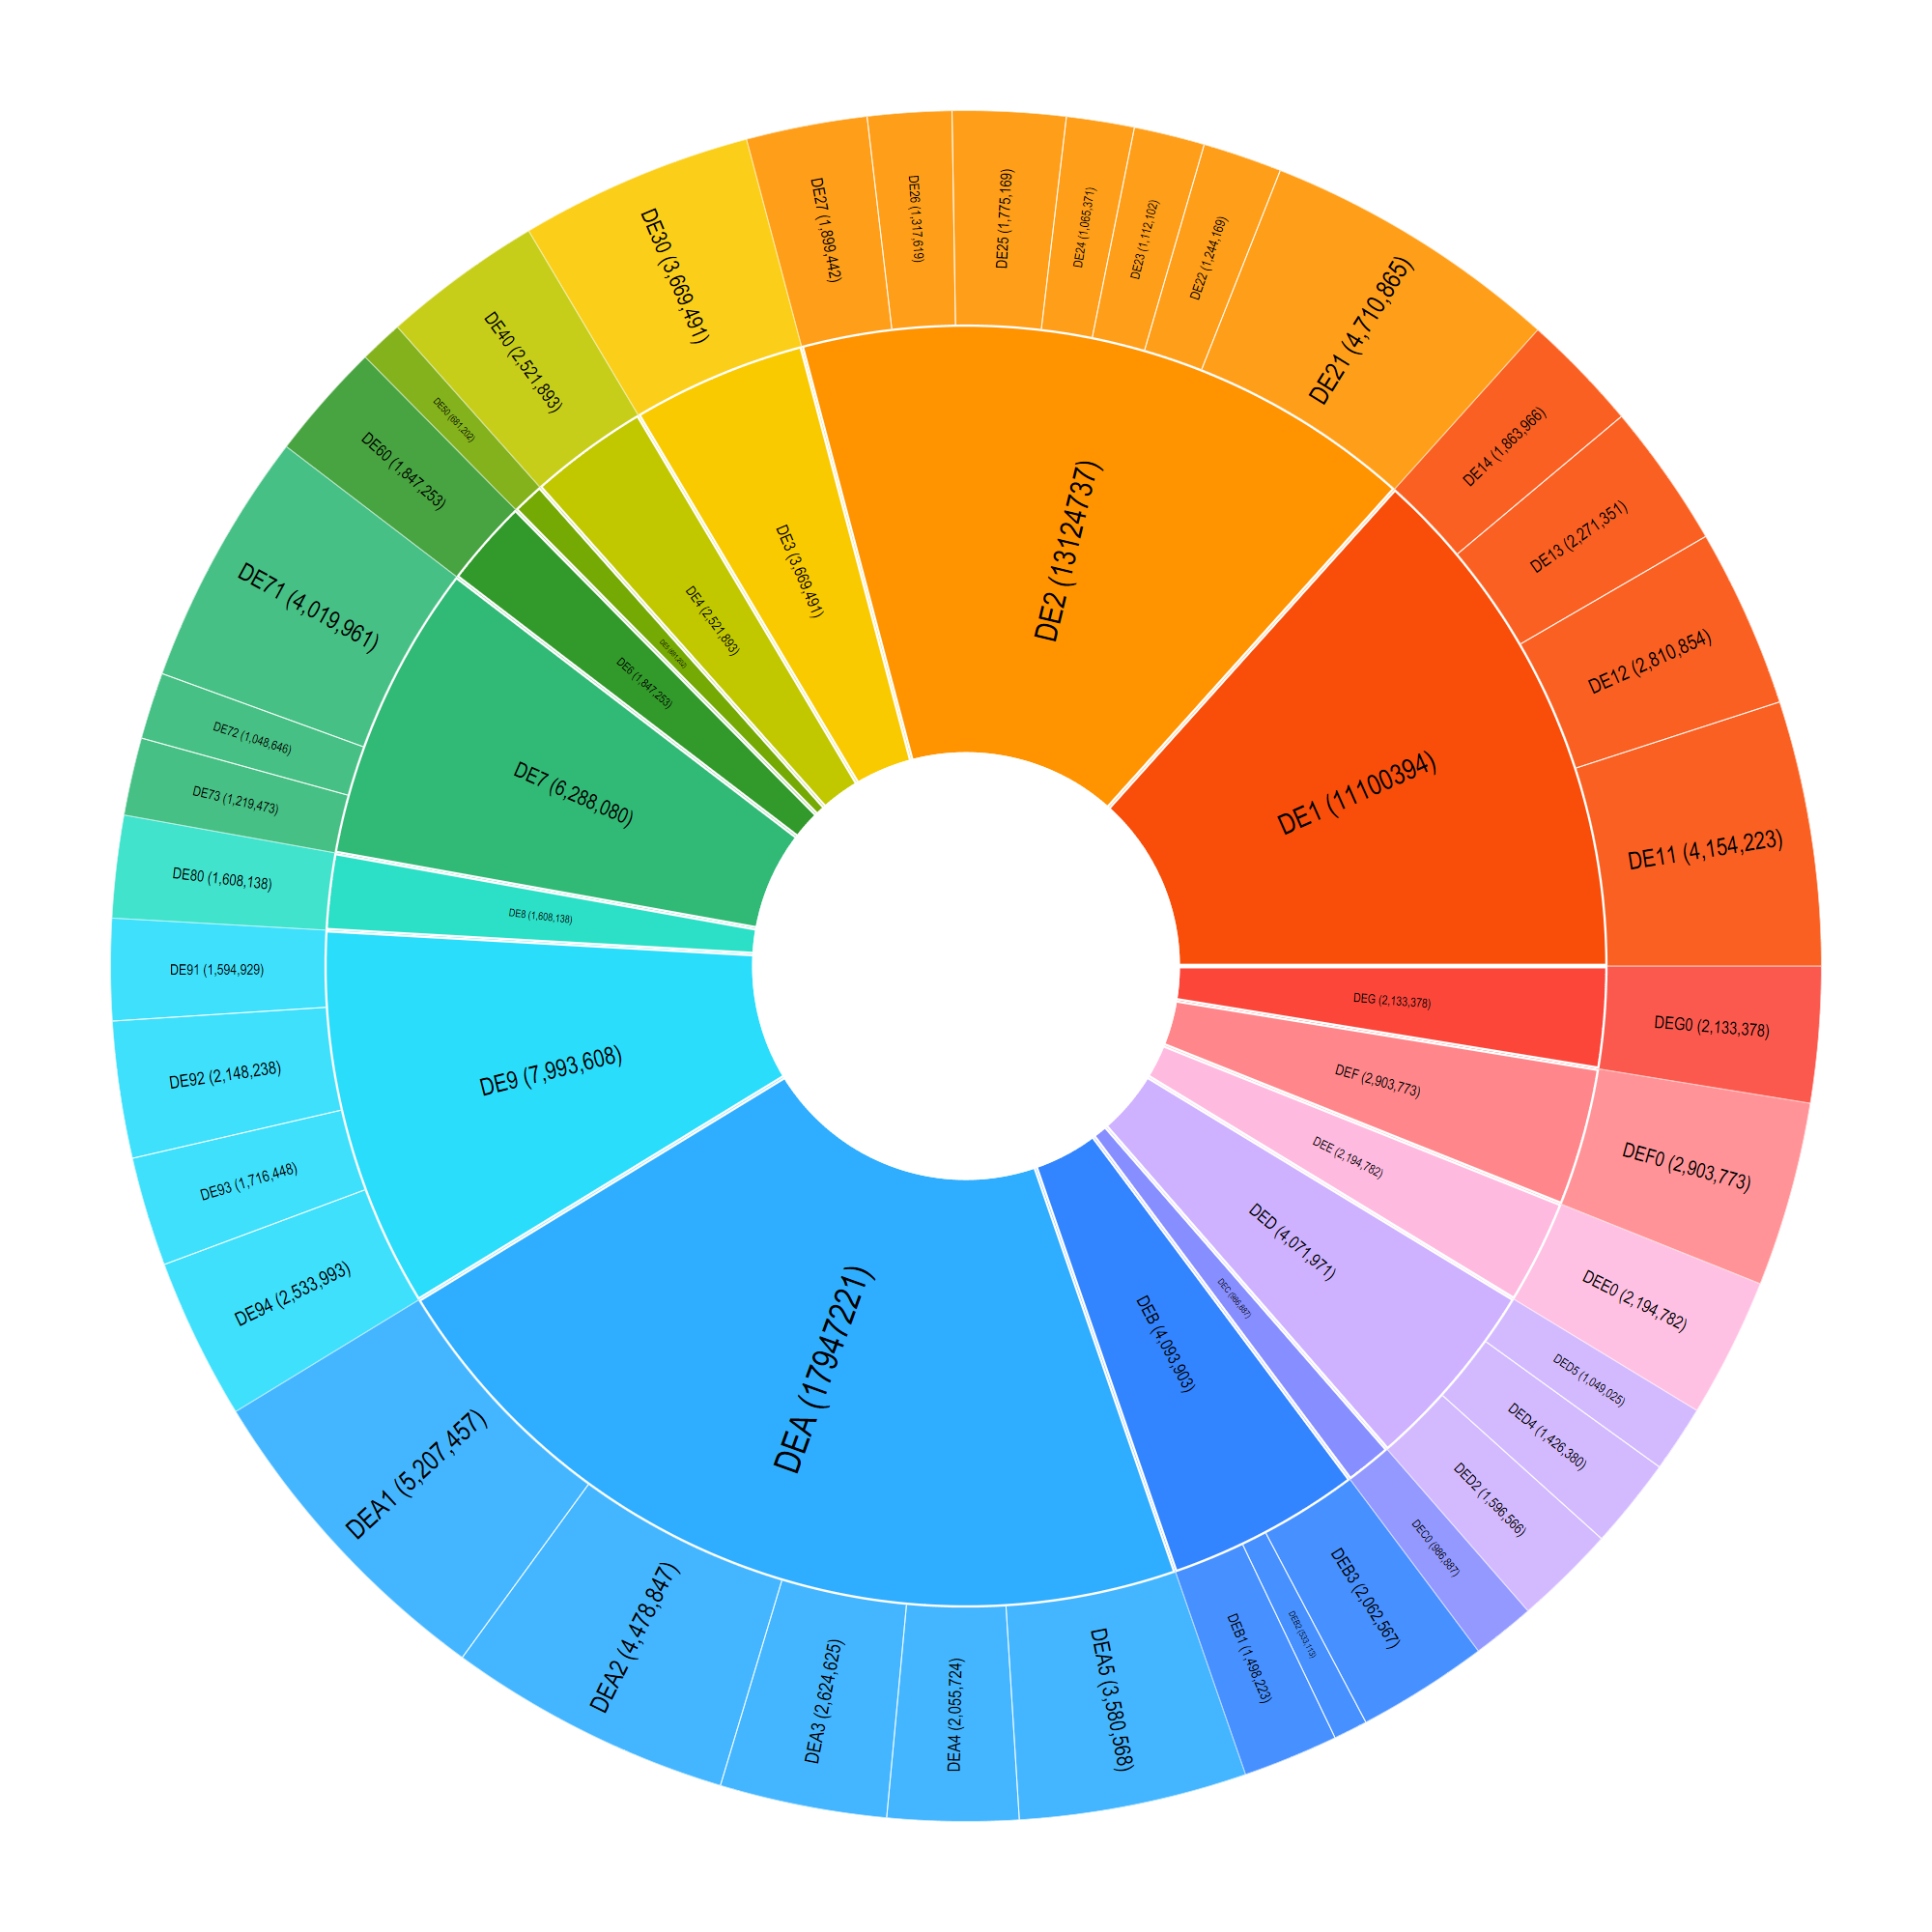 DE1 (11100394)
DE11 (4,154,223)
DE12 (2,810,854)
DE13 (2,271,351)
DE14 (1,863,966)
DE2 (13124737)
DE21 (4,710,865)
DE22 (1,244,169)
DE23 (1,112,102)
DE24 (1,065,371)
DE25 (1,775,169)
DE26 (1,317,619)
DE27 (1,899,442)
DE3 (3,669,491)
DE30 (3,669,491)
DE4 (2,521,893)
DE40 (2,521,893)
DE5 (681,202)
DE50 (681,202)
DE6 (1,847,253)
DE60 (1,847,253)
DE7 (6,288,080)
DE71 (4,019,961)
DE72 (1,048,646)
DE73 (1,219,473)
DE8 (1,608,138)
DE80 (1,608,138)
DE9 (7,993,608)
DE91 (1,594,929)
DE92 (2,148,238)
DE93 (1,716,448)
DE94 (2,533,993)
DEA (17947221)
DEA1 (5,207,457)
DEA2 (4,478,847)
DEA3 (2,624,625)
DEA4 (2,055,724)
DEA5 (3,580,568)
DEB (4,093,903)
DEB1 (1,498,223)
DEB2 (533,113)
DEB3 (2,062,567)
DEC (986,887)
DEC0 (986,887)
DED (4,071,971)
DED2 (1,596,566)
DED4 (1,426,380)
DED5 (1,049,025)
DEE (2,194,782)
DEE0 (2,194,782)
DEF (2,903,773)
DEF0 (2,903,773)
DEG (2,133,378)
DEG0 (2,133,378)